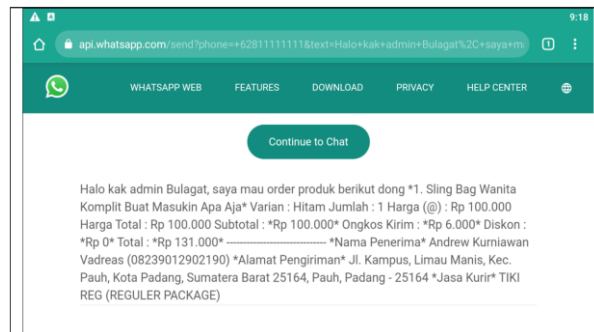 9:18
api.whatsapp.com/send?phone=+62811111111&text=Halo+kak+admin+Bulagat%2C+saya+m
1
WHATSAPP WEB FEATURES DOWNLOAD PRIVACY HELP CENTER
Continue to Chat
Halo kak admin Bulagat, saya mau order produk berikut dong *1. Sling Bag Wanita
Komplit Buat Masukin Apa Aja* Varian : Hitam Jumlah : 1 Harga (@) : Rp 100.000
Harga Total : Rp 100.000 Subtotal : *Rp 100.000* Ongkos Kirim : *Rp 6.000* Diskon :
*Rp 0* Total : *Rp 131.000* ----------------------------- *Nama Penerima* Andrew Kurniawan
Vadreas (08239012902190) *Alamat Pengiriman* Jl. Kampus, Limau Manis, Kec.
Pauh, Kota Padang, Sumatera Barat 25164, Pauh, Padang - 25164 *Jasa Kurir* TIKI
REG (REGULER PACKAGE)